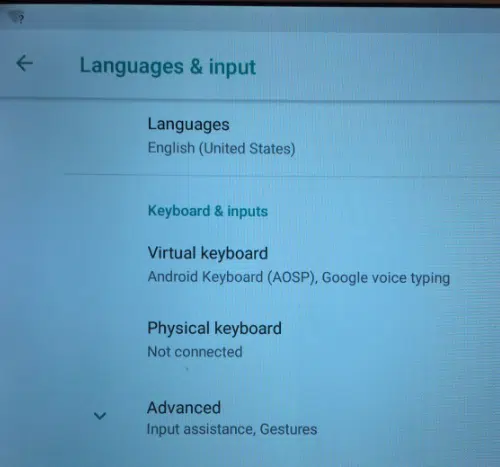 Languages & input
Languages
English (United States)
Keyboard & inputs
Virtual keyboard
Android Keyboard (AOSP), Google voice typing
Physical keyboard
Not connected
Advanced
Input assistance, Gestures